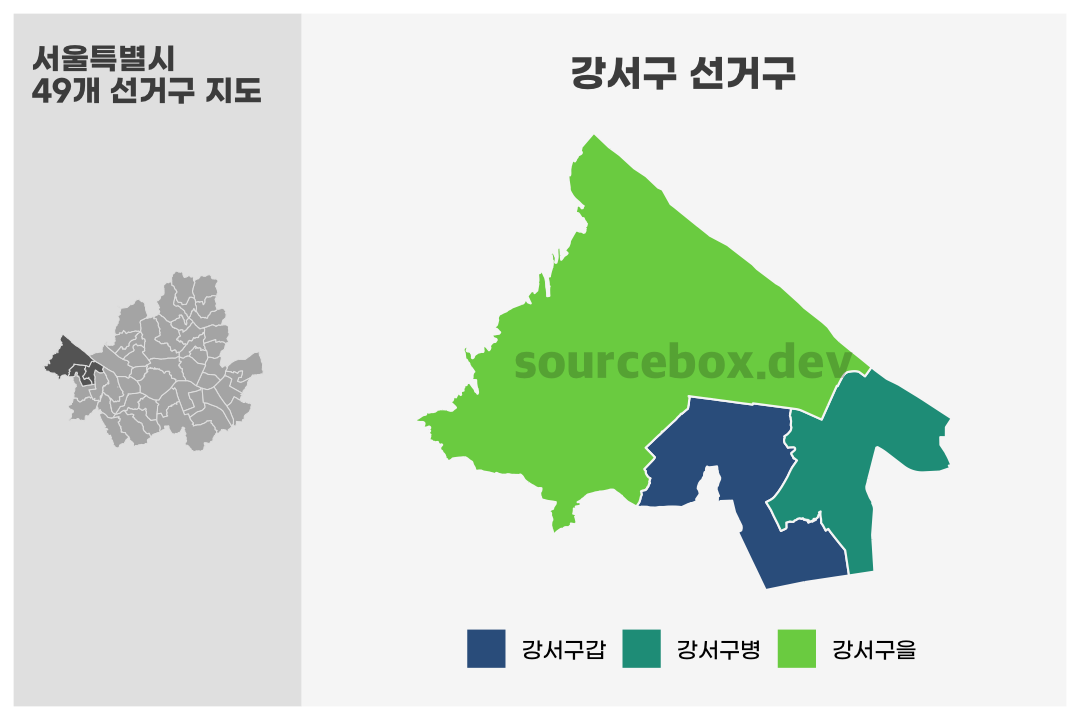 서울특별시
49개 선거구 지도
강서구 선거구
sourcebox.dev
강서구갑
강서구병
강서구을